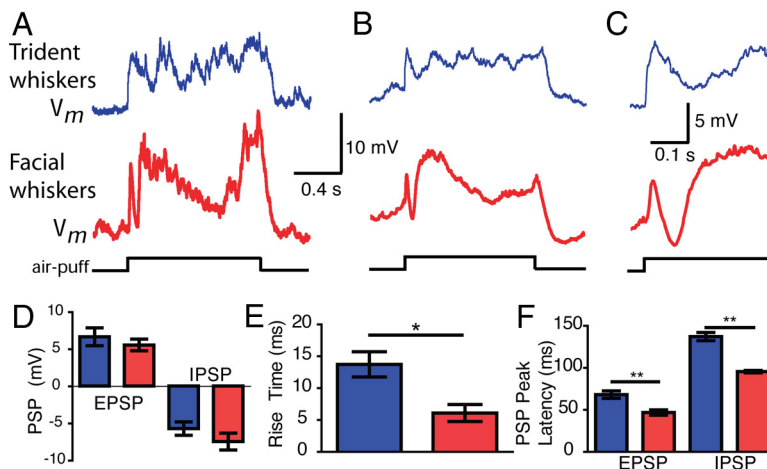 A
B
C
Trident
whiskers
Vm
Facial
whiskers
Vm
10 mV
0.4 s
5 mV
0.1 s
air-puff
D
PSP (mV)
10
5
0
-5
-10
EPSP
IPSP
E
Rise Time (ms)
20
15
10
5
0
*
F
PSP Peak
Latency (ms)
150
100
50
0
**
**
EPSP
IPSP